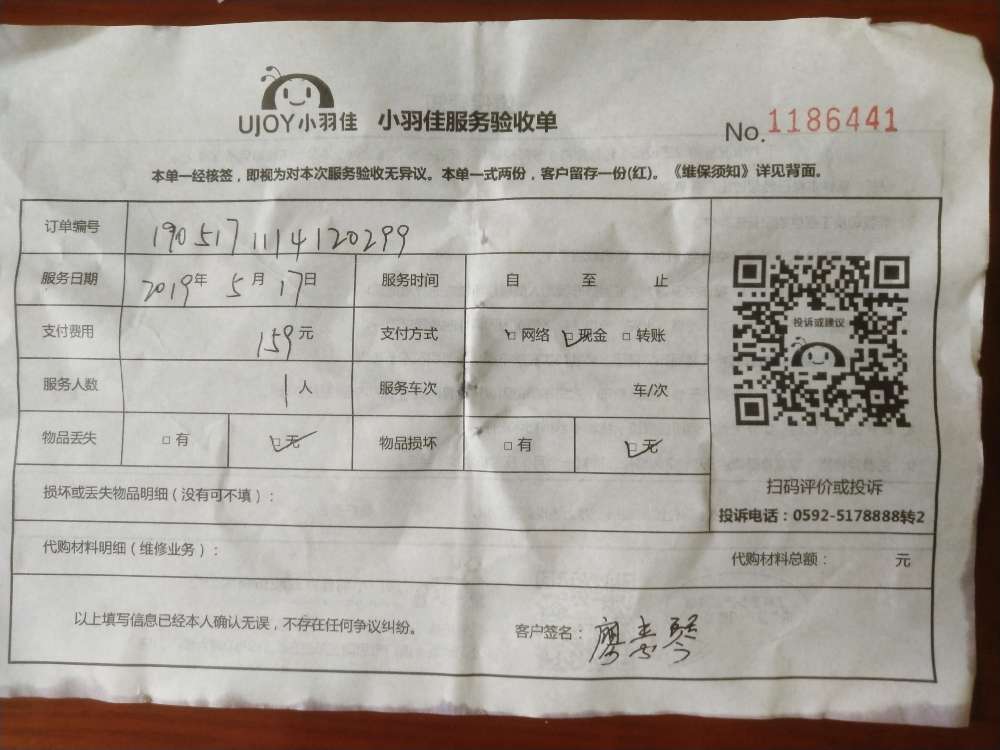 UJOY小羽佳 小羽佳服务验收单 No.1186441
本单一经核签，即视为对本次服务验收无异议。本单一式两份，客户留存一份(红)。《维保须知》详见背面。
订单编号 1905171114120299
服务日期 2019年 5月 17日 服务时间 自 至 止
支付费用 159元 支付方式 □网络 □现金 □转账
服务人数 1人 服务车次 车/次
物品丢失 □有 □无 物品损坏 □有 □无
投诉或建议
扫码评价或投诉
投诉电话：0592-5178888转2
损坏或丢失物品明细（没有可不填）：
代购材料明细（维修业务）： 代购材料总额： 元
以上填写信息已经本人确认无误，不存在任何争议纠纷。 客户签名：廖素琴